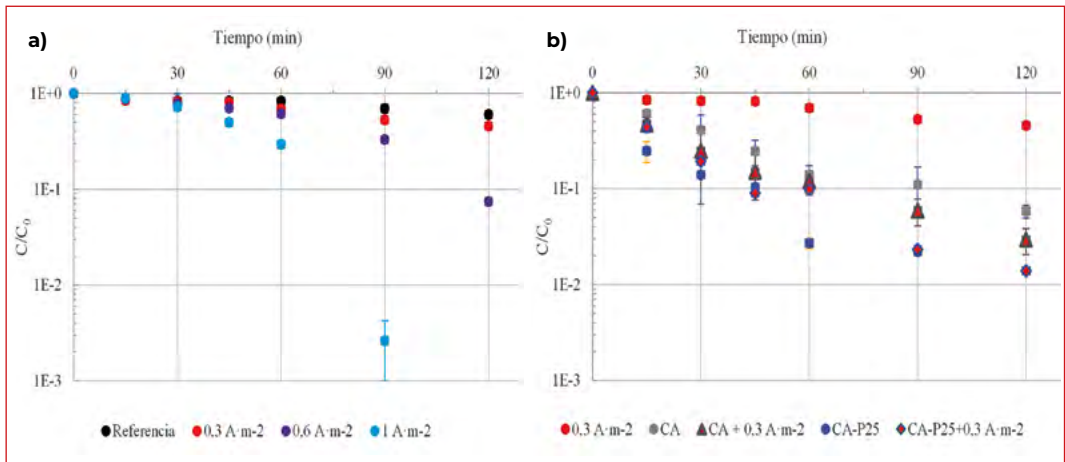 a)
Tiempo (min)
0 30 60 90 120
1E+0
1E-1
1E-2
1E-3
C/C0
Referencia 0.3 A·m-2 0,6 A·m-2 1 A·m-2
b)
Tiempo (min)
0 30 60 90 120
1E+0
1E-1
1E-2
1E-3
C/C0
0.3 A·m-2 CA CA + 0.3 A·m-2 CA-P25 CA-P25+0.3 A·m-2